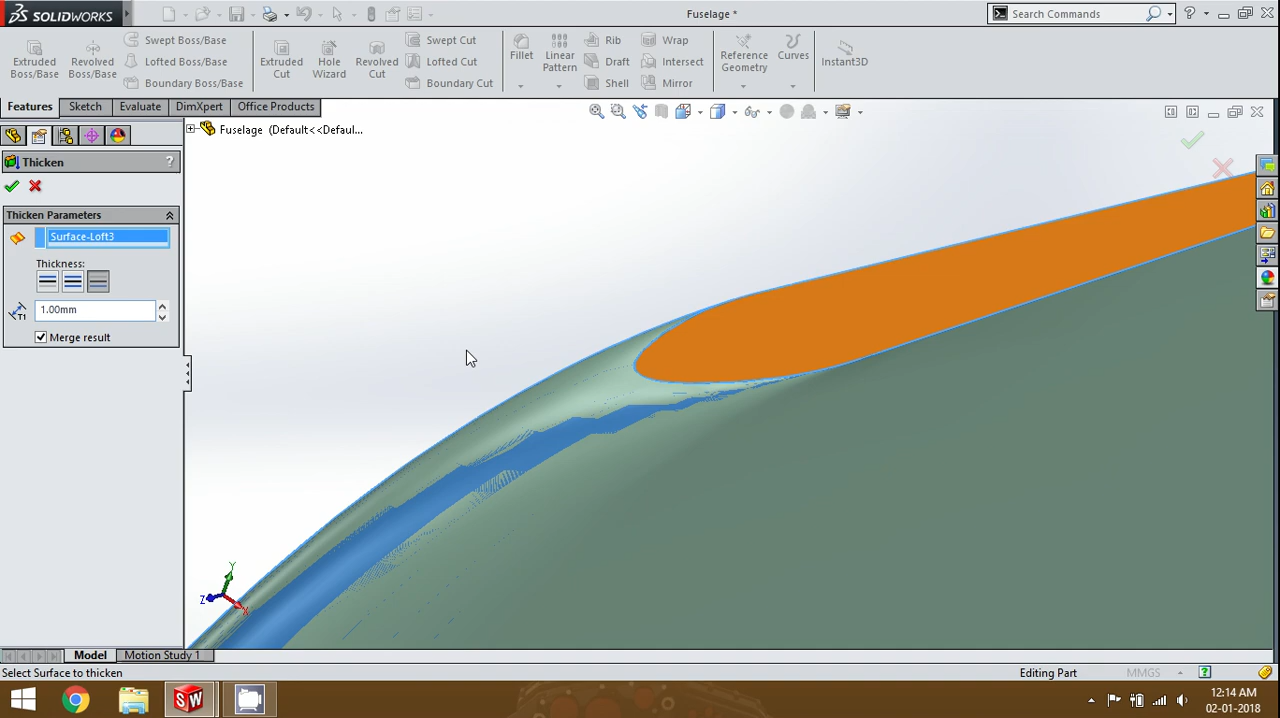 SOLIDWORKS
Fuselage *
Search Commands
Extruded Boss/Base
Revolved Boss/Base
Swept Boss/Base
Lofted Boss/Base
Boundary Boss/Base
Extruded Cut
Hole Wizard
Revolved Cut
Swept Cut
Lofted Cut
Boundary Cut
Fillet
Linear Pattern
Rib
Draft
Shell
Wrap
Intersect
Mirror
Reference Geometry
Curves
Instant3D
Features
Sketch
Evaluate
DimXpert
Office Products
Fuselage (Default<<Defaul...
Thicken
?
Thicken Parameters
Surface-Loft3
Thickness:
T1
1.00mm
Merge result
Y
Z
X
Model
Motion Study 1
Select Surface to thicken
Editing Part
MMGS
?
SW
12:14 AM
02-01-2018